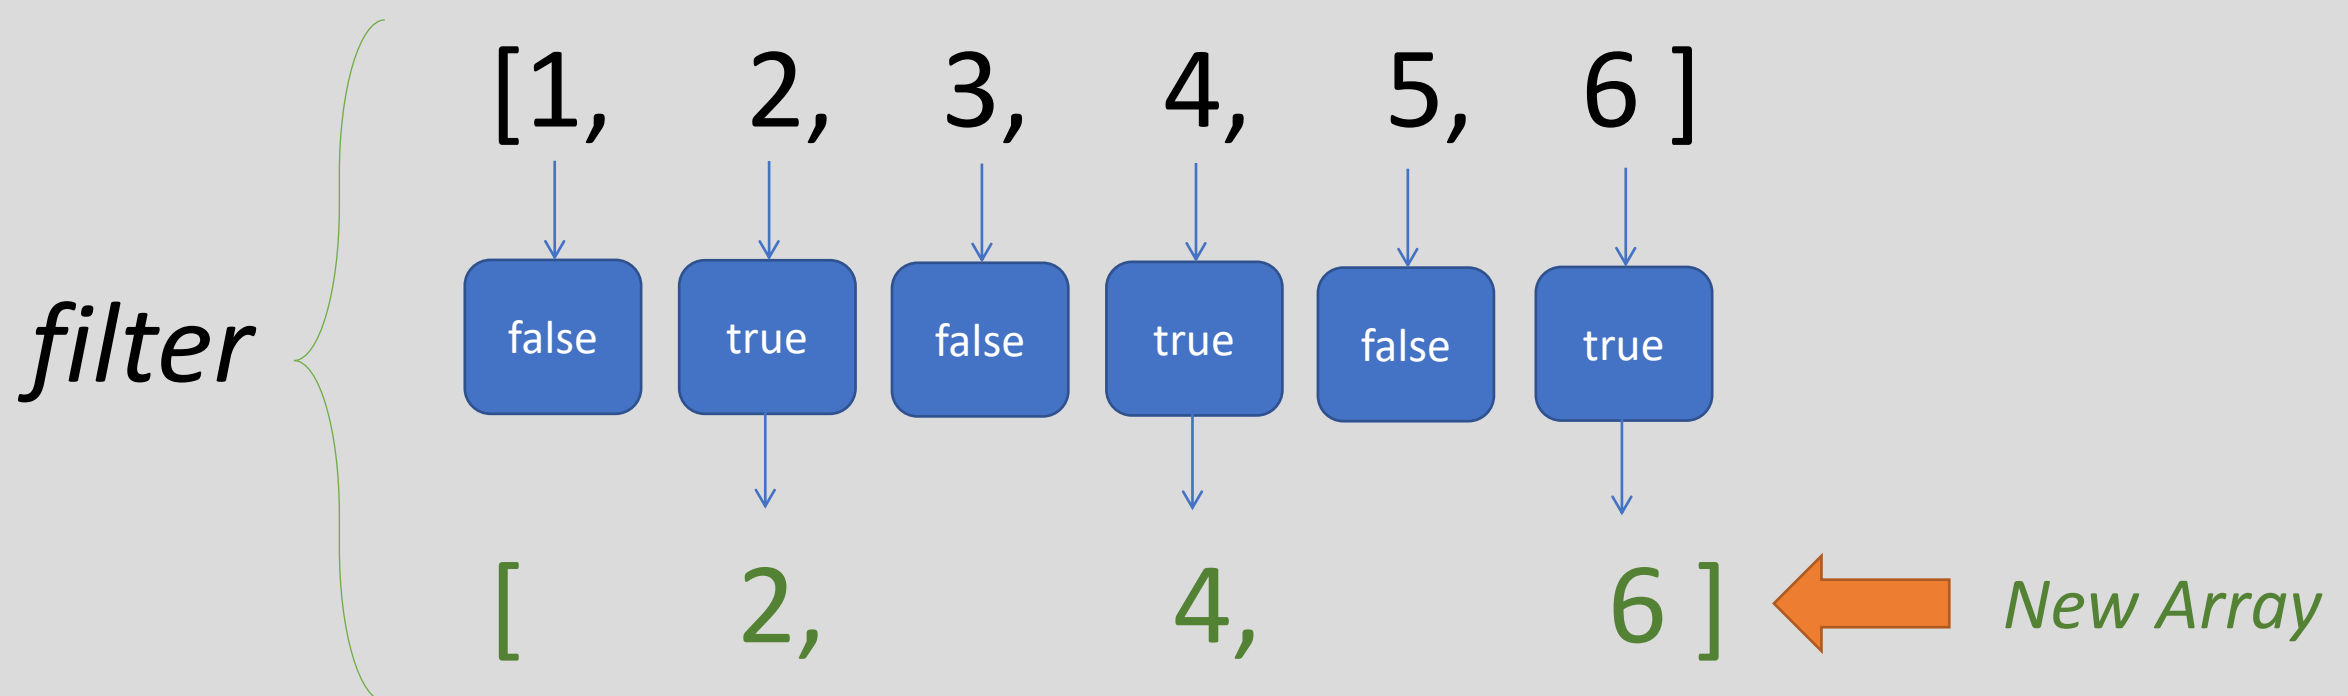 [1, 2, 3, 4, 5, 6 ]
filter
false true false true false true
[ 2, 4, 6 ]
New Array